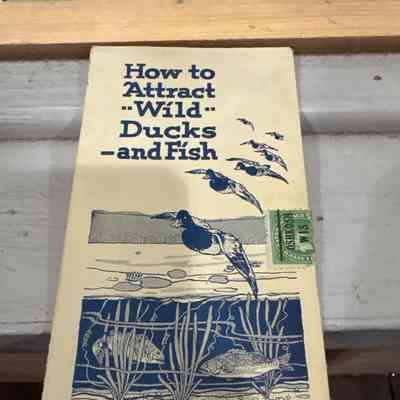 How to
Attract
"Wild"
Ducks
-and Fish
OSHKOSH
WIS